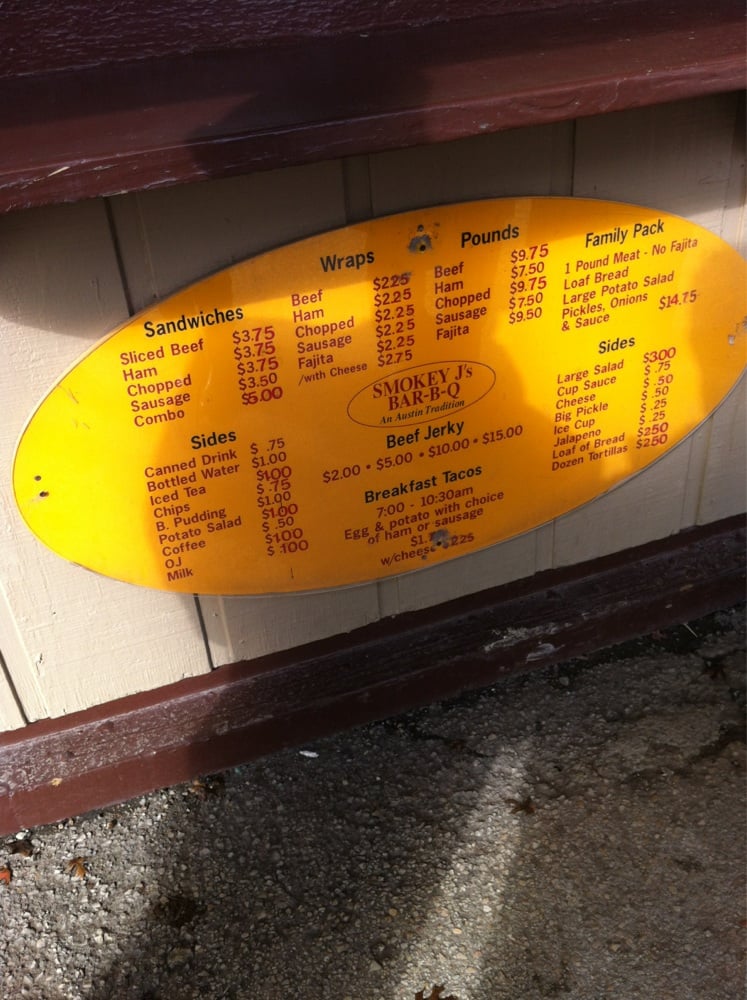 Sandwiches
Sliced Beef $3.75
Ham $3.75
Chopped $3.75
Sausage $3.50
Combo $5.00
Wraps
Beef $2.25
Ham $2.25
Chopped $2.25
Sausage $2.25
Fajita $2.25
/with Cheese $2.75
Pounds
Beef $9.75
Ham $7.50
Chopped $9.75
Sausage $7.50
Fajita $9.50
Family Pack
1 Pound Meat - No Fajita
Loaf Bread
Large Potato Salad
Pickles, Onions
& Sauce $14.75
Sides
Canned Drink $ .75
Bottled Water $1.00
Iced Tea $1.00
Chips $ .75
B. Pudding $1.00
Potato Salad $1.00
Coffee $ .50
OJ $1.00
Milk $ 1.00
SMOKEY J's
BAR-B-Q
An Austin Tradition
Beef Jerky
$2.00 • $5.00 • $10.00 • $15.00
Breakfast Tacos
7:00 - 10:30am
Egg & potato with choice
of ham or sausage
w/cheese 2.25
Sides
Large Salad $3.00
Cup Sauce $ .75
Cheese $ .50
Big Pickle $ .50
Ice Cup $ .25
Jalapeno $ .25
Loaf of Bread $2.50
Dozen Tortillas $2.50